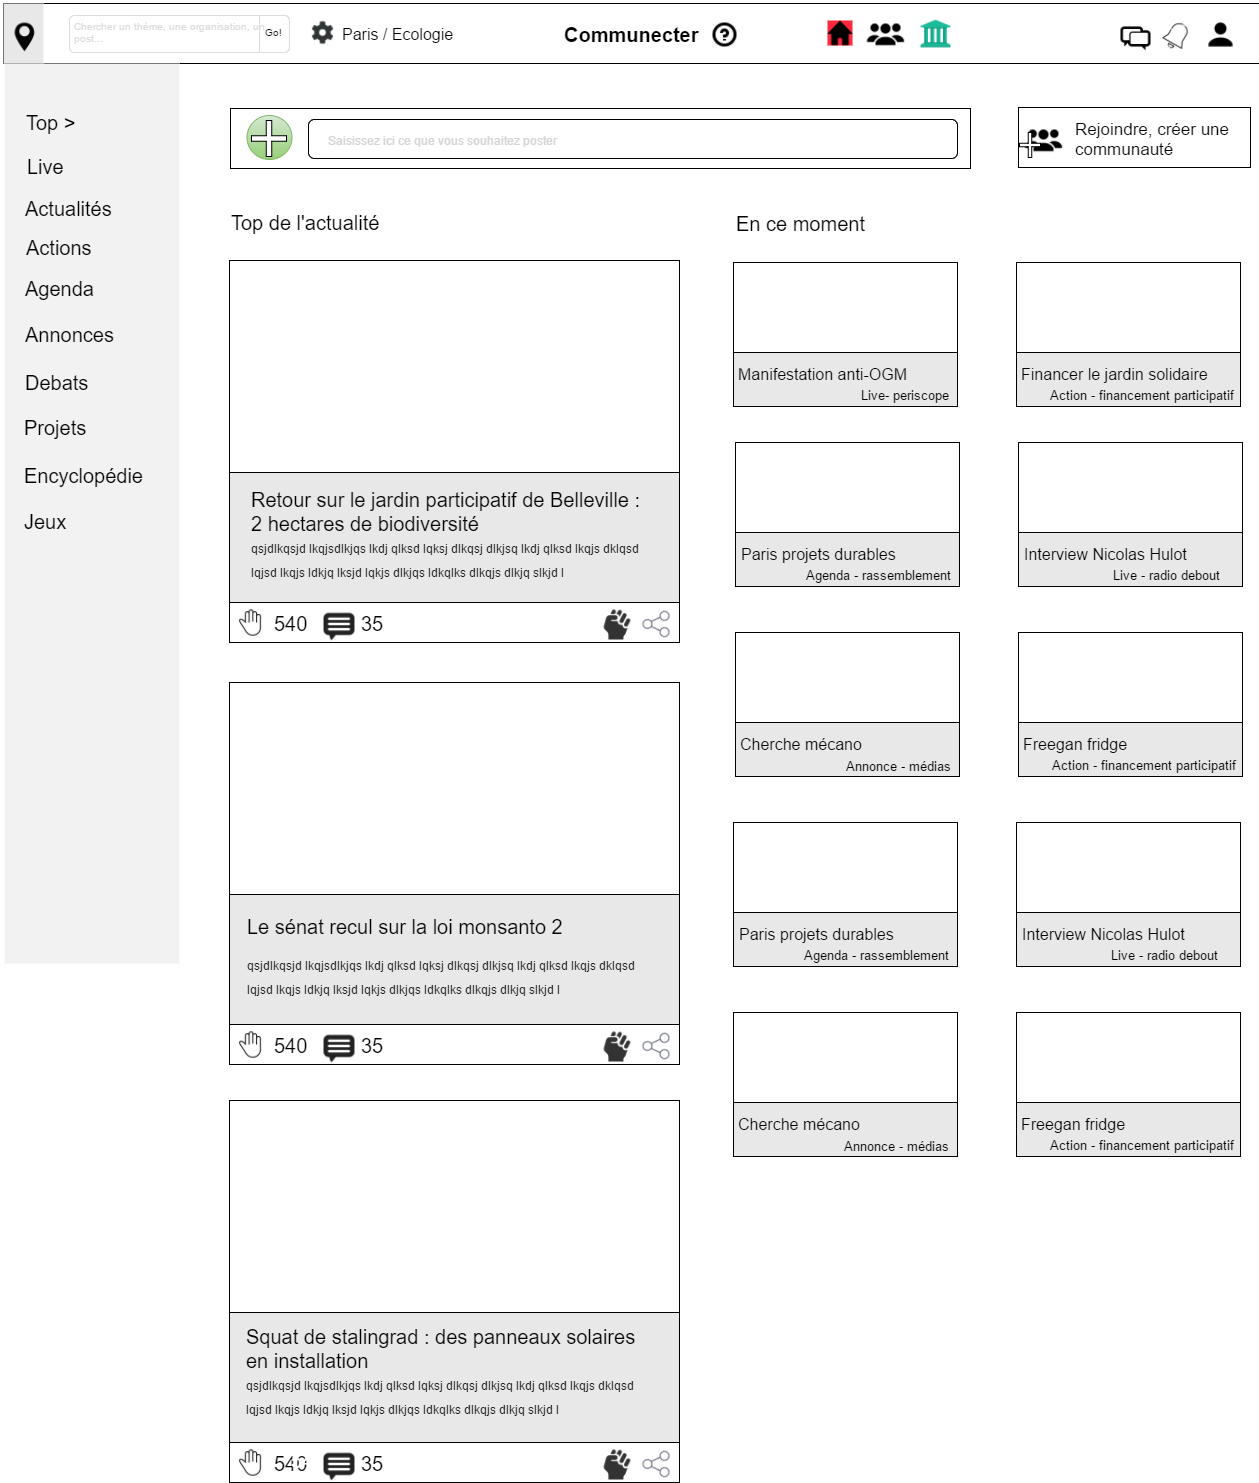 Chercher un théme, une organisation, un
post...
Go!
Paris / Ecologie
Communecter
Top >
Live
Actualités
Actions
Agenda
Annonces
Debats
Projets
Encyclopédie
Jeux
Saisissez ici ce que vous souhaitez poster
Rejoindre, créer une
communauté
Top de l'actualité
Retour sur le jardin participatif de Belleville :
2 hectares de biodiversité
qsjdlkqsjd lkqjsdlkjqs lkdj qlksd lqksj dlkqsj dlkjsq lkdj qlksd lkqjs dklqsd
lqjsd lkqjs ldkjq lksjd lqkjs dlkjqs ldkqlks dlkqjs dlkjq slkjd l
540 35
Le sénat recul sur la loi monsanto 2
qsjdlkqsjd lkqjsdlkjqs lkdj qlksd lqksj dlkqsj dlkjsq lkdj qlksd lkqjs dklqsd
lqjsd lkqjs ldkjq lksjd lqkjs dlkjqs ldkqlks dlkqjs dlkjq slkjd l
540 35
Squat de stalingrad : des panneaux solaires
en installation
qsjdlkqsjd lkqjsdlkjqs lkdj qlksd lqksj dlkqsj dlkjsq lkdj qlksd lkqjs dklqsd
lqjsd lkqjs ldkjq lksjd lqkjs dlkjqs ldkqlks dlkqjs dlkjq slkjd l
540 35
En ce moment
Manifestation anti-OGM
Live- periscope
Financer le jardin solidaire
Action - financement participatif
Paris projets durables
Agenda - rassemblement
Interview Nicolas Hulot
Live - radio debout
Cherche mécano
Annonce - médias
Freegan fridge
Action - financement participatif
Paris projets durables
Agenda - rassemblement
Interview Nicolas Hulot
Live - radio debout
Cherche mécano
Annonce - médias
Freegan fridge
Action - financement participatif